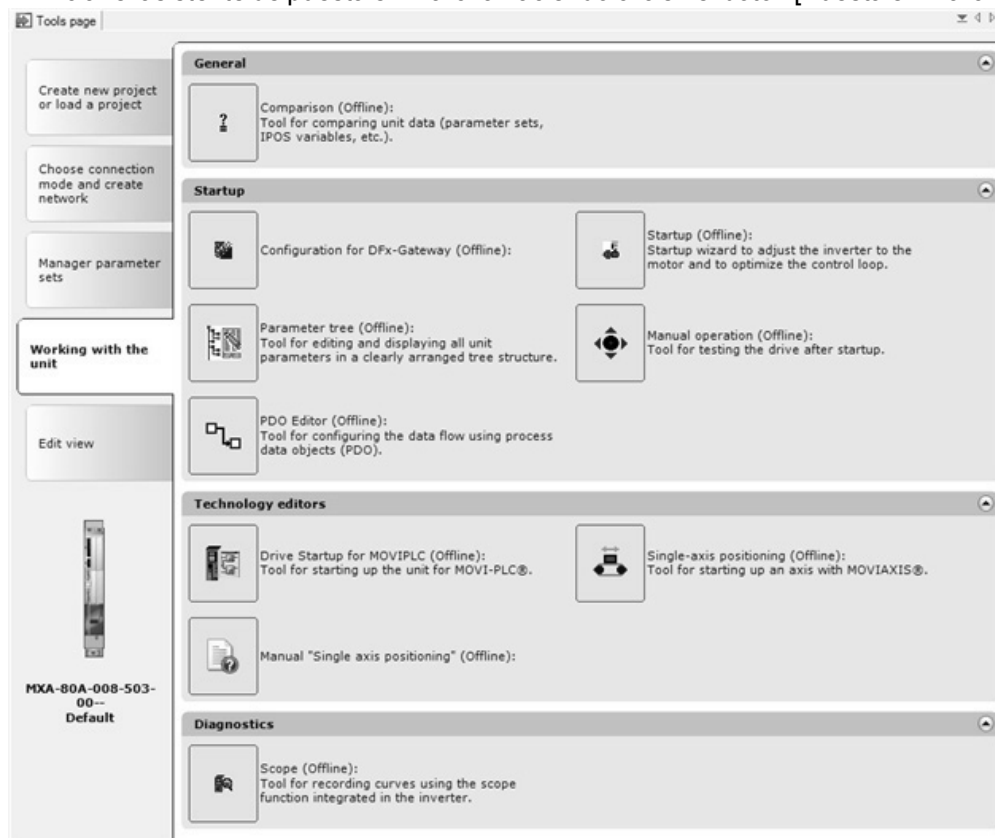 Tools page
Create new project
or load a project
Choose connection
mode and create
network
Manager parameter
sets
Working with the
unit
Edit view
MXA-80A-008-503-
00--
Default
General
Comparison (Offline):
Tool for comparing unit data (parameter sets,
IPOS variables, etc.).
Startup
Configuration for DFx-Gateway (Offline):
Startup (Offline):
Startup wizard to adjust the inverter to the
motor and to optimize the control loop.
Parameter tree (Offline):
Tool for editing and displaying all unit
parameters in a clearly arranged tree structure.
Manual operation (Offline):
Tool for testing the drive after startup.
PDO Editor (Offline):
Tool for configuring the data flow using process
data objects (PDO).
Technology editors
Drive Startup for MOVIPLC (Offline):
Tool for starting up the unit for MOVI-PLC®.
Single-axis positioning (Offline):
Tool for starting up an axis with MOVIAXIS®.
Manual "Single axis positioning" (Offline):
Diagnostics
Scope (Offline):
Tool for recording curves using the scope
function integrated in the inverter.